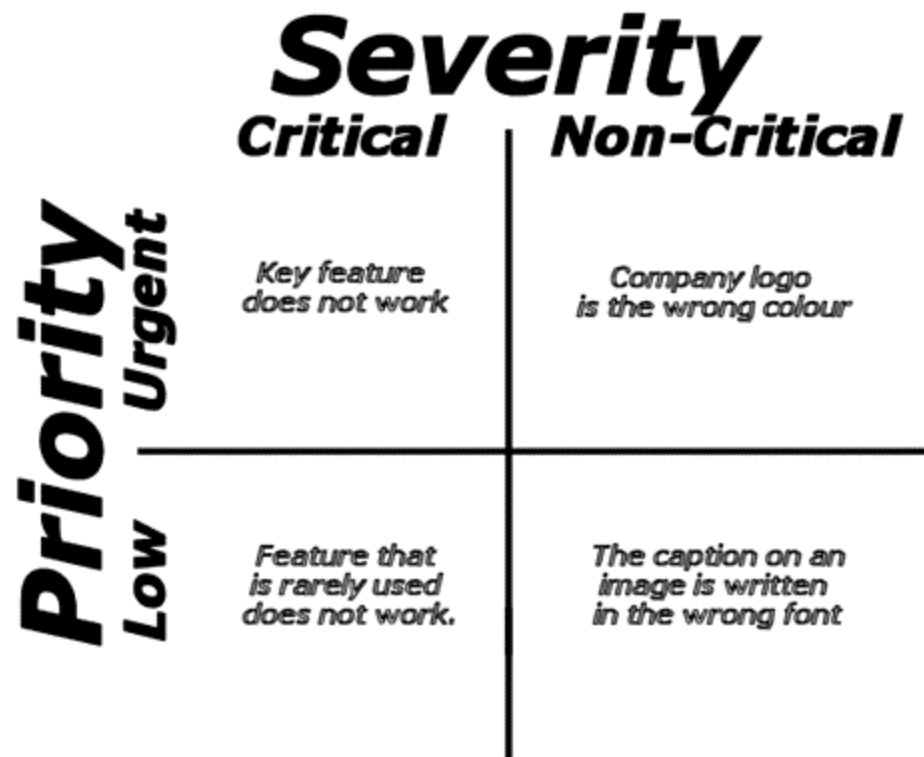 Severity
Critical
Non-Critical
Priority
Urgent
Key feature
does not work
Company logo
is the wrong colour
Low
Feature that
is rarely used
does not work.
The caption on an
image is written
in the wrong font